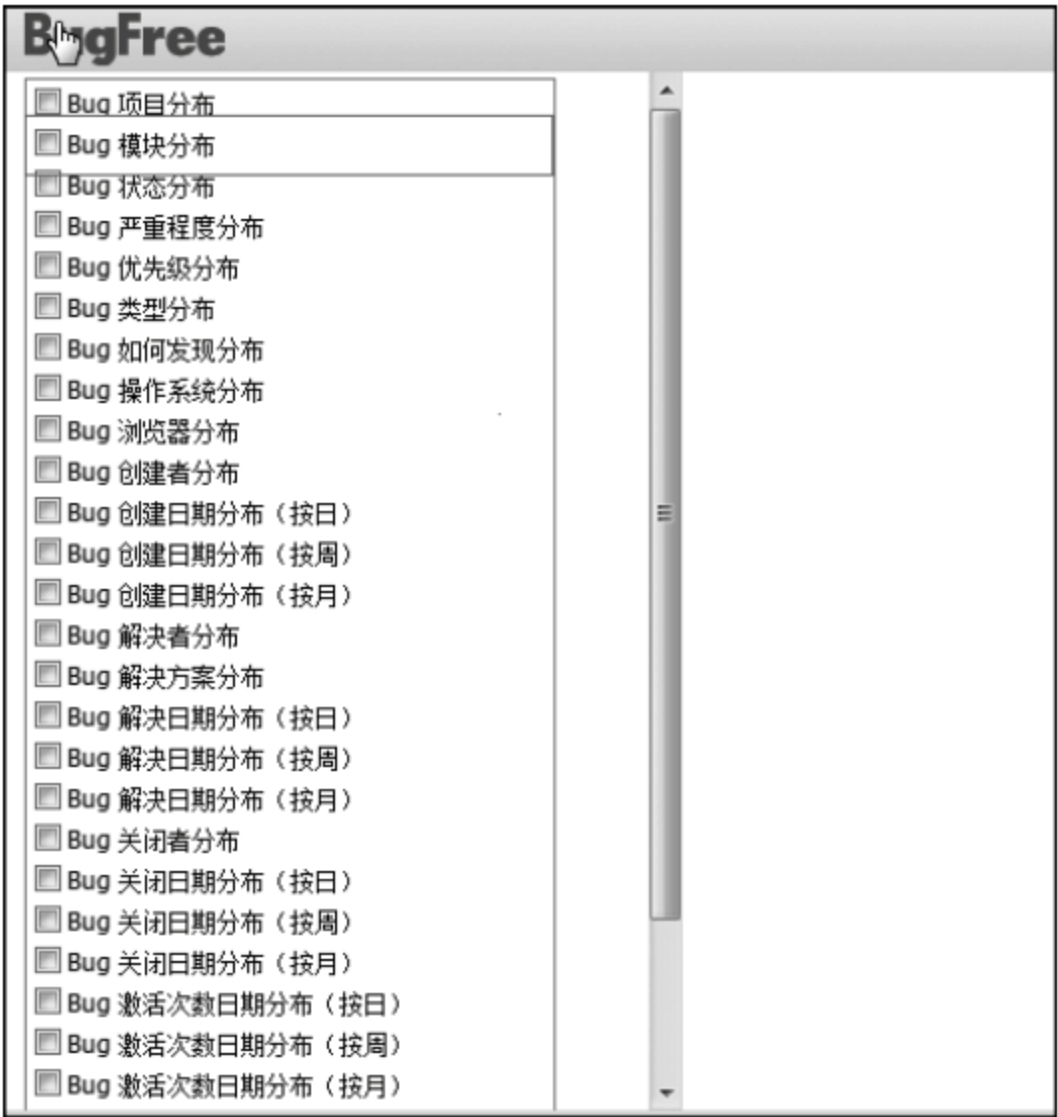 BugFree
Bug 项目分布
Bug 模块分布
Bug 状态分布
Bug 严重程度分布
Bug 优先级分布
Bug 类型分布
Bug 如何发现分布
Bug 操作系统分布
Bug 浏览器分布
Bug 创建者分布
Bug 创建日期分布（按日）
Bug 创建日期分布（按周）
Bug 创建日期分布（按月）
Bug 解决者分布
Bug 解决方案分布
Bug 解决日期分布（按日）
Bug 解决日期分布（按周）
Bug 解决日期分布（按月）
Bug 关闭者分布
Bug 关闭日期分布（按日）
Bug 关闭日期分布（按周）
Bug 关闭日期分布（按月）
Bug 激活次数日期分布（按日）
Bug 激活次数日期分布（按周）
Bug 激活次数日期分布（按月）